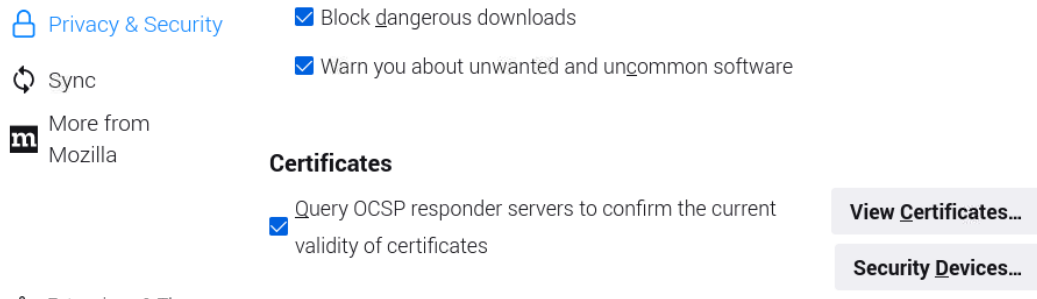 Privacy & Security
Block dangerous downloads
Sync
Warn you about unwanted and uncommon software
More from
Mozilla
m
Certificates
Query OCSP responder servers to confirm the current
validity of certificates
View Certificates…
Security Devices…